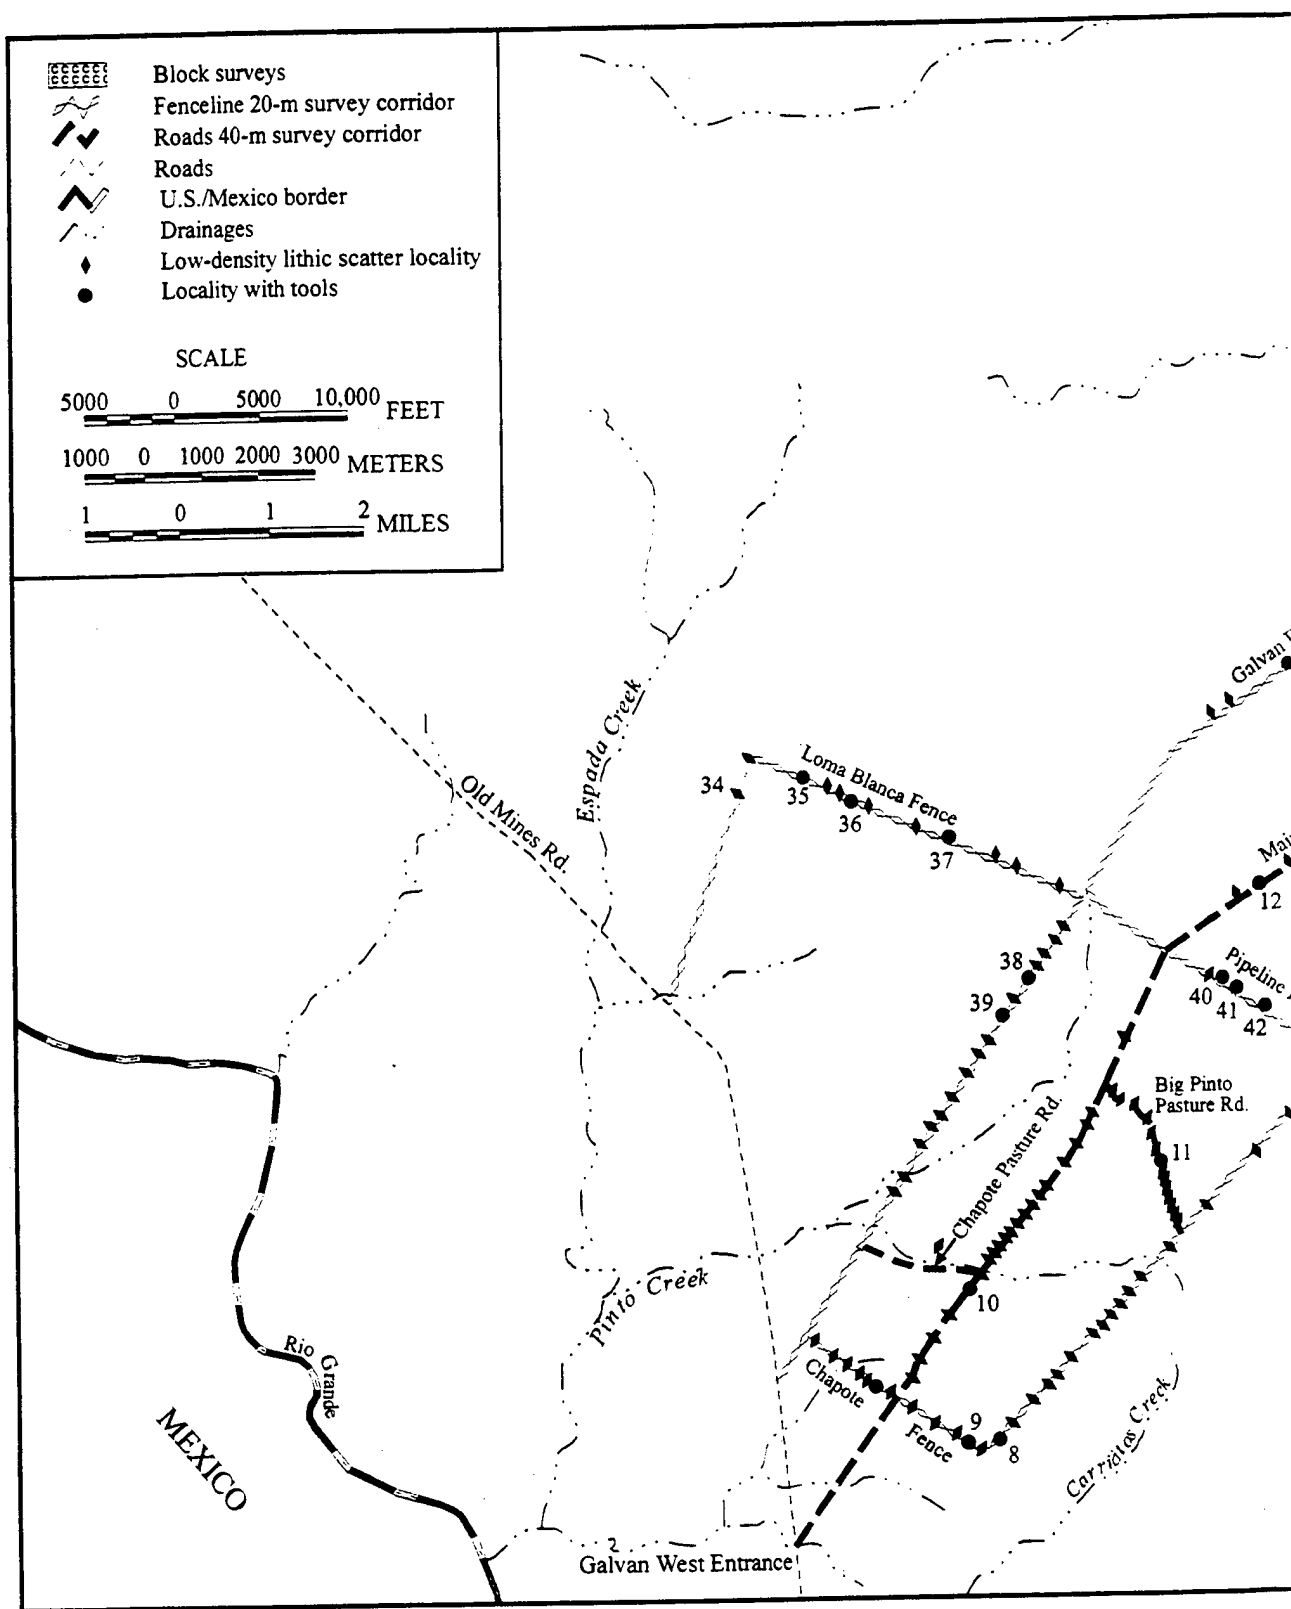 Block surveys
Fenceline 20-m survey corridor
Roads 40-m survey corridor
Roads
U.S./Mexico border
Drainages
Low-density lithic scatter locality
Locality with tools
SCALE
5000 0 5000 10,000 FEET
1000 0 1000 2000 3000 METERS
1 0 1 2 MILES
Galvan
Espada Creek
Old Mines Rd.
34
35
36
Loma Blanca Fence
37
12
38
39
Pipeline
40
41
42
Big Pinto
Pasture Rd.
11
Chapote Pasture Rd.
10
Pinto Creek
Rio Grande
MEXICO
Chapote Fence
9
8
Carrizitos Creek
2
Galvan West Entrance